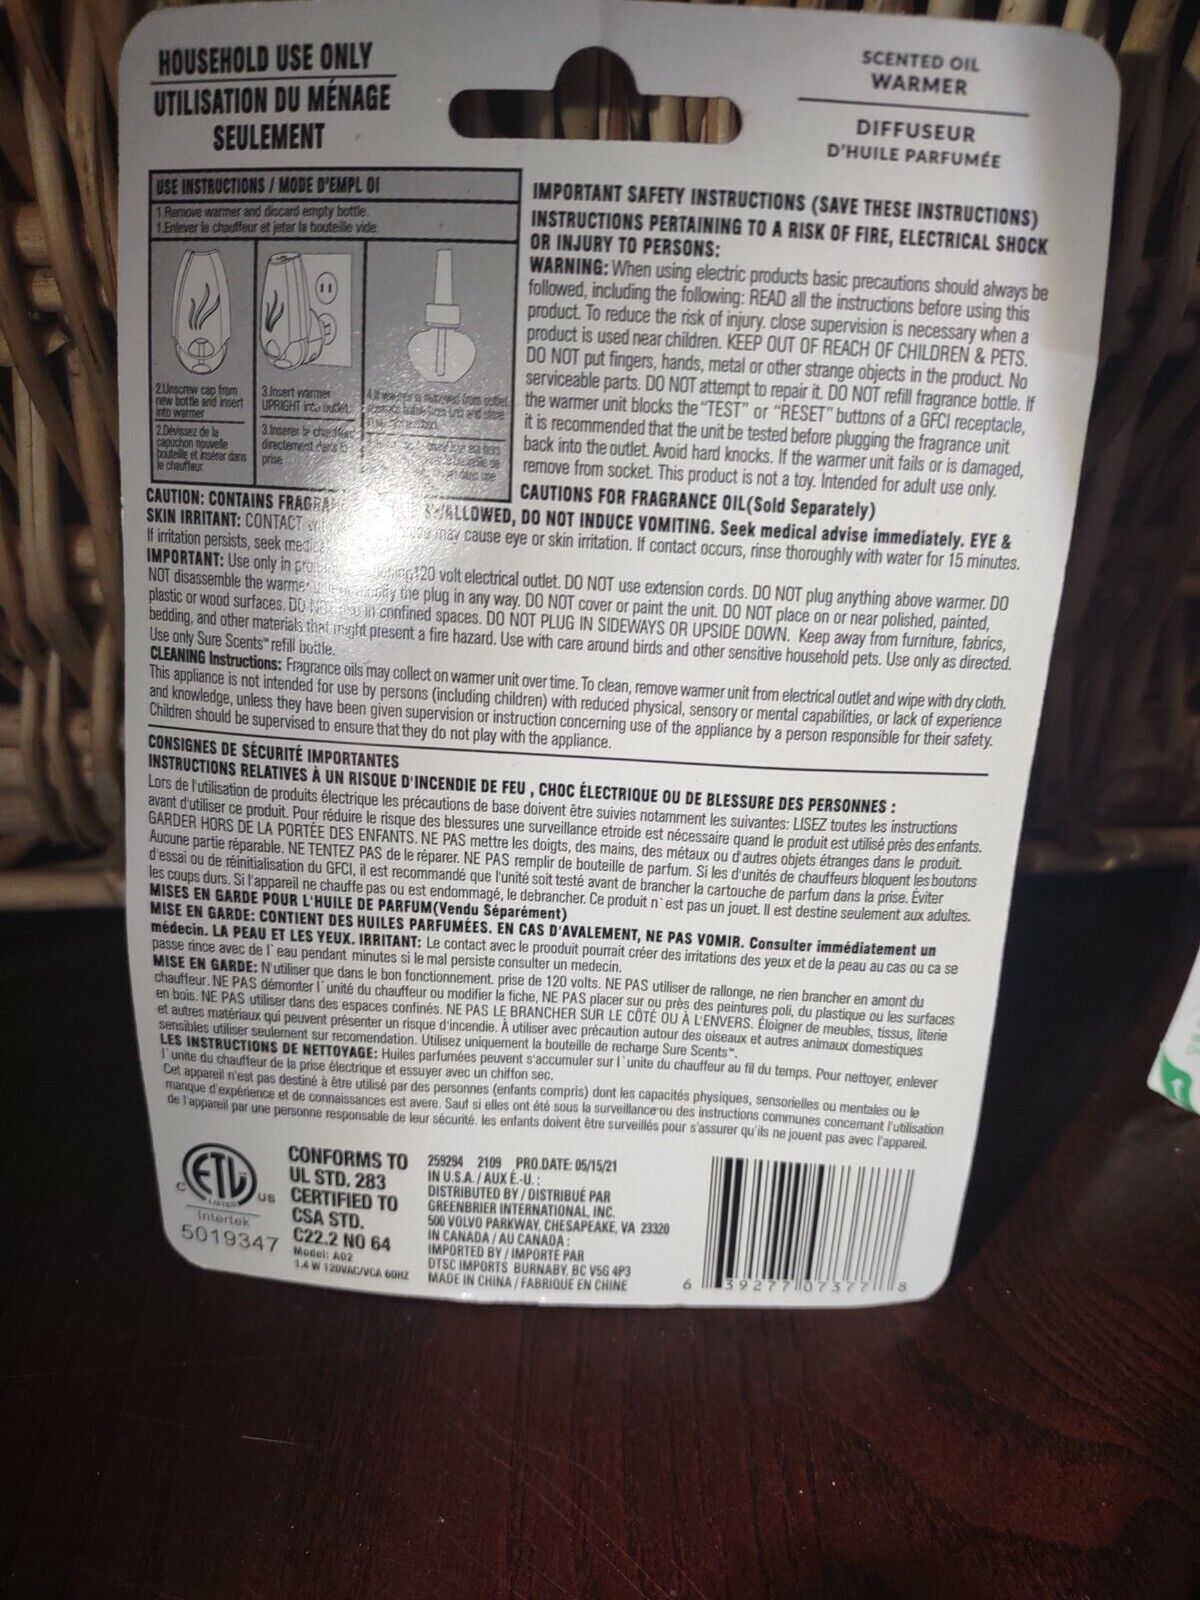 HOUSEHOLD USE ONLY
UTILISATION DU MÉNAGE
SEULEMENT
SCENTED OIL
WARMER
DIFFUSEUR
D'HUILE PARFUMÉE
USE INSTRUCTIONS / MODE D'EMPL OI
1.Remove warmer and discard empty bottle.
1.Enlever le chauffeur et jeter la bouteille vide.
2.Unscrew cap from
new bottle and insert
into warmer
2.Dévissez de la
capuchon nouvelle
bouteille et insérer dans
le chauffeur.
3.Insert warmer
UPRIGHT into outlet.
3.Inserer le chauffeur
directement dans la
prise
from outlet
unit and store
IMPORTANT SAFETY INSTRUCTIONS (SAVE THESE INSTRUCTIONS)
INSTRUCTIONS PERTAINING TO A RISK OF FIRE, ELECTRICAL SHOCK
OR INJURY TO PERSONS:
WARNING: When using electric products basic precautions should always be
followed, including the following: READ all the instructions before using this
product. To reduce the risk of injury. close supervision is necessary when a
product is used near children. KEEP OUT OF REACH OF CHILDREN & PETS.
DO NOT put fingers, hands, metal or other strange objects in the product. No
serviceable parts. DO NOT attempt to repair it. DO NOT refill fragrance bottle. If
the warmer unit blocks the "TEST" or "RESET" buttons of a GFCI receptacle,
it is recommended that the unit be tested before plugging the fragrance unit
back into the outlet. Avoid hard knocks. If the warmer unit fails or is damaged,
remove from socket. This product is not a toy. Intended for adult use only.
CAUTIONS FOR FRAGRANCE OIL(Sold Separately)
CAUTION: CONTAINS SWALLOWED, DO NOT INDUCE VOMITING. Seek medical advise immediately. EYE &
SKIN IRRITANT: CONTACT may cause eye or skin irritation. If contact occurs, rinse thoroughly with water for 15 minutes.
If irritation persists, seek
IMPORTANT: Use only in 120 volt electrical outlet. DO NOT use extension cords. DO NOT plug anything above warmer. DO
NOT disassemble the warmer the plug in any way. DO NOT cover or paint the unit. DO NOT place on or near polished, painted,
plastic or wood surfaces. DO NOT in confined spaces. DO NOT PLUG IN SIDEWAYS OR UPSIDE DOWN. Keep away from furniture, fabrics,
bedding, and other materials that might present a fire hazard. Use with care around birds and other sensitive household pets. Use only as directed.
Use only Sure Scents™ refill bottle.
CLEANING Instructions: Fragrance oils may collect on warmer unit over time. To clean, remove warmer unit from electrical outlet and wipe with dry cloth.
This appliance is not intended for use by persons (including children) with reduced physical, sensory or mental capabilities, or lack of experience
and knowledge, unless they have been given supervision or instruction concerning use of the appliance by a person responsible for their safety.
Children should be supervised to ensure that they do not play with the appliance.
CONSIGNES DE SÉCURITÉ IMPORTANTES
INSTRUCTIONS RELATIVES À UN RISQUE D'INCENDIE DE FEU , CHOC ÉLECTRIQUE OU DE BLESSURE DES PERSONNES :
Lors de l'utilisation de produits électrique les précautions de base doivent être suivies notamment les suivantes: LISEZ toutes les instructions
avant d'utiliser ce produit. Pour réduire le risque des blessures une surveillance etroide est nécessaire quand le produit est utilisé près des enfants.
GARDER HORS DE LA PORTÉE DES ENFANTS. NE PAS mettre les doigts, des mains, des métaux ou d'autres objets étranges dans le produit.
Aucune partie réparable. NE TENTEZ PAS de le réparer. NE PAS remplir de bouteille de parfum. Si les d'unités de chauffeurs bloquent les boutons
d'essai ou de réinitialisation du GFCI, il est recommandé que l'unité soit testé avant de brancher la cartouche de parfum dans la prise. Éviter
les coups durs. Si l'appareil ne chauffe pas ou est endommagé, le debrancher. Ce produit n`est pas un jouet. Il est destine seulement aux adultes.
MISES EN GARDE POUR L'HUILE DE PARFUM(Vendu Séparément)
MISE EN GARDE: CONTIENT DES HUILES PARFUMÉES. EN CAS D'AVALEMENT, NE PAS VOMIR. Consulter immédiatement un
médecin. LA PEAU ET LES YEUX. IRRITANT: Le contact avec le prooduit pourrait créer des irritations des yeux et de la peau au cas ou ca se
passe rince avec de l`eau pendant minutes si le mal persiste consulter un medecin.
MISE EN GARDE: N'utiliser que dans le bon fonctionnement. prise de 120 volts. NE PAS utiliser de rallonge, ne rien brancher en amont du
chauffeur. NE PAS démonter l`unité du chauffeur ou modifier la fiche, NE PAS placer sur ou près des peintures poli, du plastique ou les surfaces
en bois. NE PAS utiliser dans des espaces confinés. NE PAS LE BRANCHER SUR LE CÔTÉ OU À L'ENVERS. Éloigner de meubles, tissus, literie
et autres matériaux qui peuvent présenter un risque d'incendie. À utiliser avec précaution autour des oiseaux et autres animaux domestiques
sensibles utiliser seulement sur recomendation. Utilisez uniquement la bouteille de recharge Sure Scents™.
LES INSTRUCTIONS DE NETTOYAGE: Huiles parfumées peuvent s'accumuler sur l`unite du chauffeur au fil du temps. Pour nettoyer, enlever
l`unite du chauffeur de la prise électrique et essuyer avec un chiffon sec.
Cet appareil n'est pas destiné à être utilisé par des personnes (enfants compris) dont les capacités physiques, sensorielles ou mentales ou le
manque d'expérience et de connaissances est avere. Sauf si elles ont été sous la surveillance ou des instructions communes concernant l'utilisation
de l'appareil par une personne responsable de leur sécurité. les enfants doivent être surveillés pour s'assurer qu'ils ne jouent pas avec l'appareil.
ETL
LISTED
C US
Intertek
5019347
CONFORMS TO
UL STD. 283
CERTIFIED TO
CSA STD.
C22.2 NO 64
Model: A02
1.4 W 120VAC/VCA 60HZ
259294 2109 PRO.DATE: 05/15/21
IN U.S.A. / AUX É.-U. :
DISTRIBUTED BY / DISTRIBUÉ PAR
GREENBRIER INTERNATIONAL, INC.
500 VOLVO PARKWAY, CHESAPEAKE, VA 23320
IN CANADA / AU CANADA :
IMPORTED BY / IMPORTÉ PAR
DTSC IMPORTS BURNABY, BC V5G 4P3
MADE IN CHINA / FABRIQUÉ EN CHINE
6 39277 07377 8